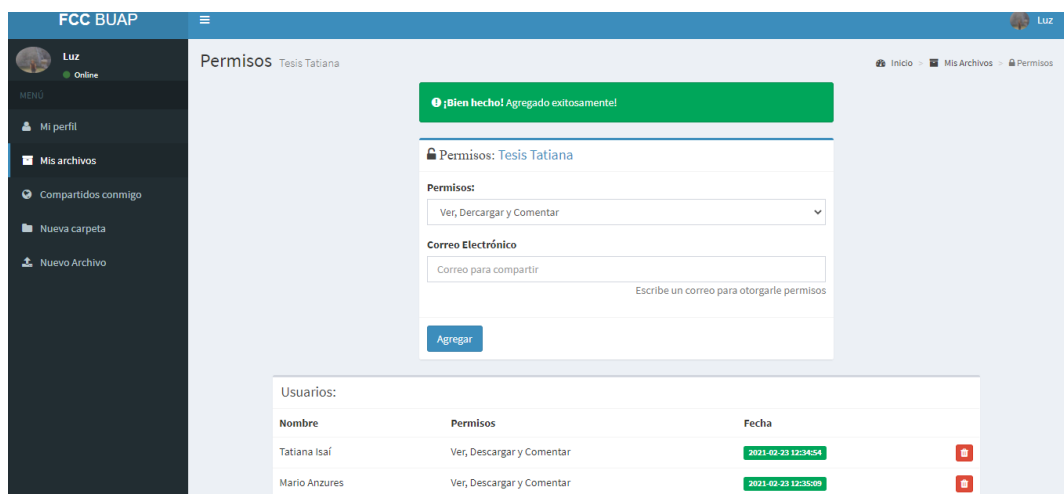 FCC BUAP
Luz
Luz
Online
MENÚ
Mi perfil
Mis archivos
Compartidos conmigo
Nueva carpeta
Nuevo Archivo
Permisos Tesis Tatiana
Inicio > Mis Archivos > Permisos
¡Bien hecho! Agregado exitosamente!
Permisos: Tesis Tatiana
Permisos:
Ver, Dercargar y Comentar
Correo Electrónico
Correo para compartir
Escribe un correo para otorgarle permisos
Agregar
Usuarios:
Nombre Permisos Fecha
Tatiana Isaí Ver, Descargar y Comentar 2021-02-23 12:34:54
Mario Anzures Ver, Descargar y Comentar 2021-02-23 12:35:09